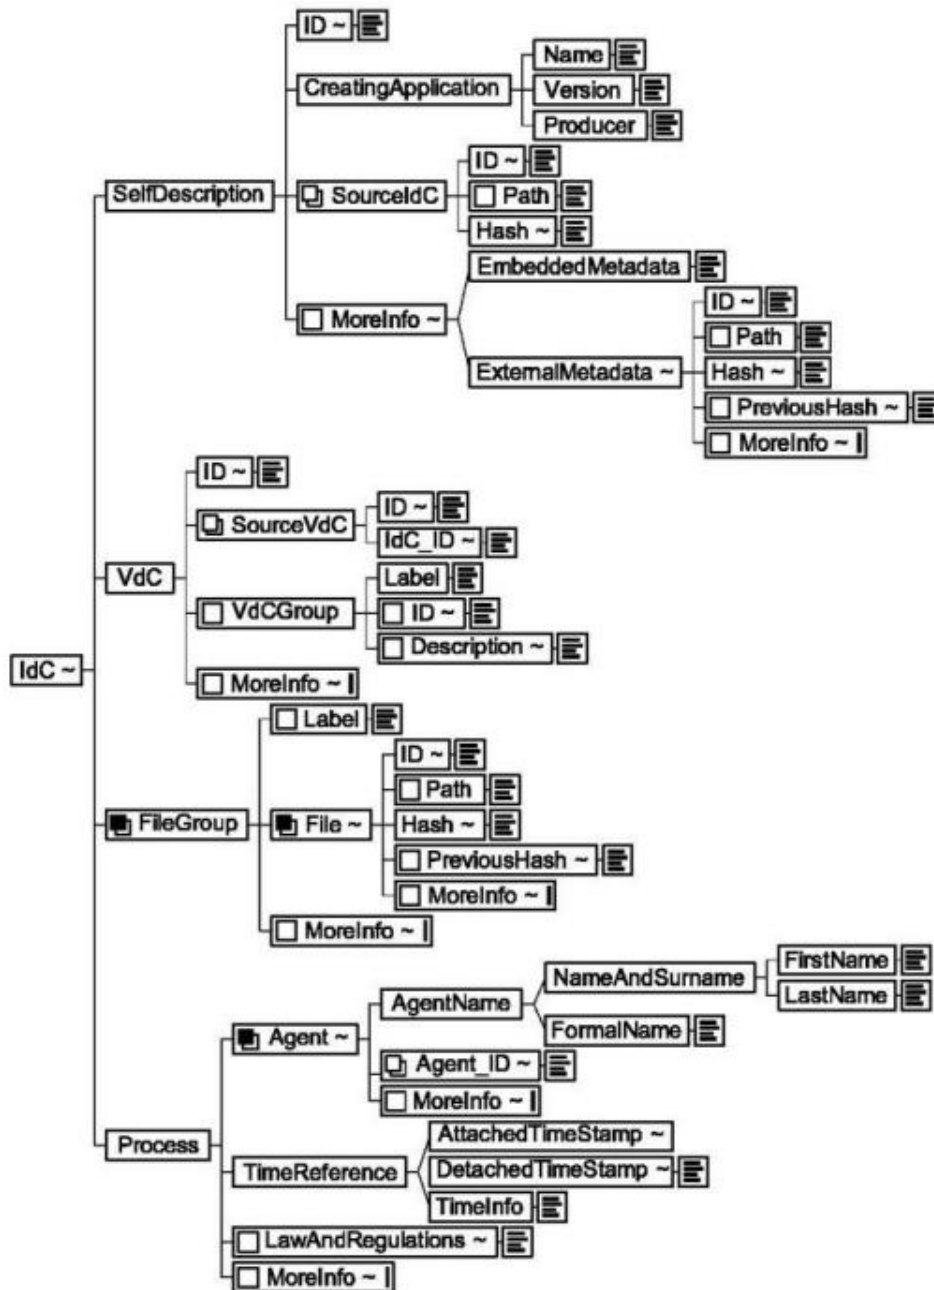 ID ~
CreatingApplication
Name
Version
Producer
SelfDescription
SourceIdC
ID ~
Path
Hash ~
MoreInfo ~
EmbeddedMetadata
ExternalMetadata ~
ID ~
Path
Hash ~
PreviousHash ~
MoreInfo ~
IdC ~
VdC
ID ~
SourceVdC
ID ~
IdC_ID ~
VdCGroup
Label
ID ~
Description ~
MoreInfo ~
FileGroup
Label
File ~
ID ~
Path
Hash ~
PreviousHash ~
MoreInfo ~
MoreInfo ~
Process
Agent ~
AgentName
NameAndSurname
FirstName
LastName
FormalName
Agent_ID ~
MoreInfo ~
TimeReference
AttachedTimeStamp ~
DetachedTimeStamp ~
TimeInfo
LawAndRegulations ~
MoreInfo ~